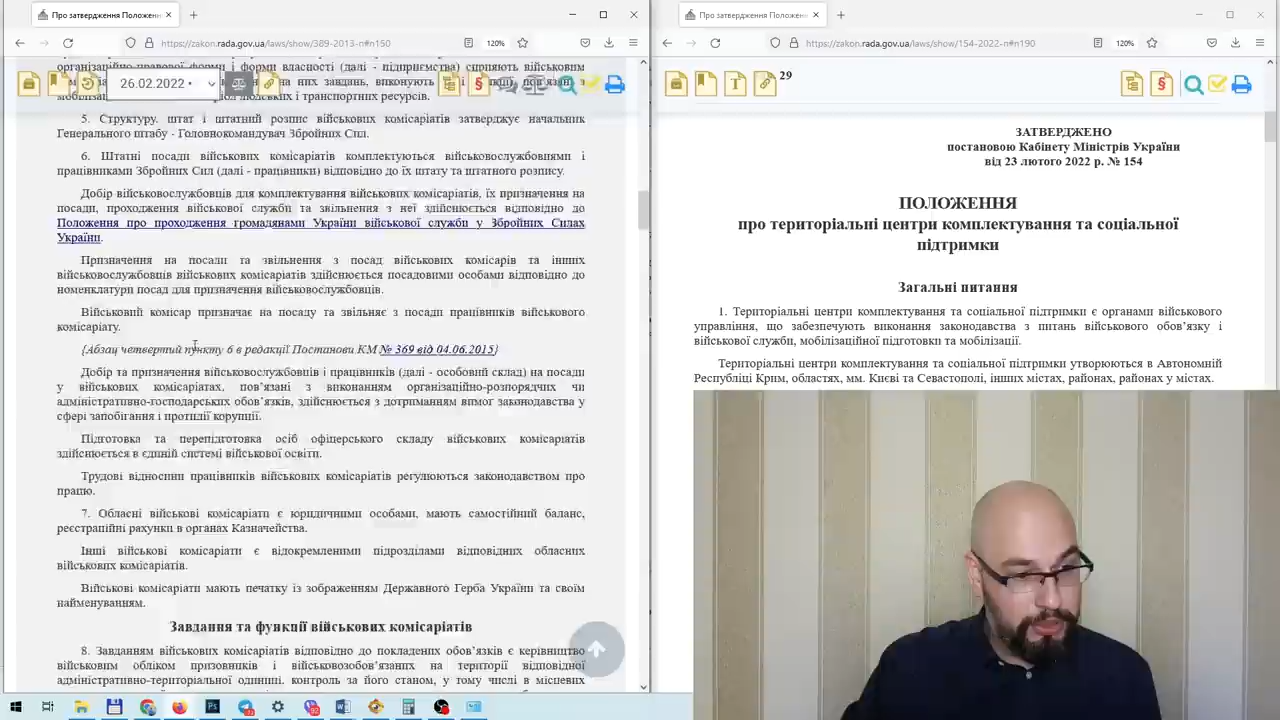 Про затвердження Положен
Про затвердження Положен
https://zakon.rada.gov.ua/laws/show/389-2013-п#n150
120%
https://zakon.rada.gov.ua/laws/show/154-2022-п#n190
120%
організаційно-правової форми і форми власності (далі - підприємства) сприяють військовим
26.02.2022
на них завдань, виконують
і транспортних ресурсів.
5. Структуру, штат і штатний розпис військових комісаріатів затверджує начальник
Генерального штабу - Головнокомандувач Збройних Сил.
6. Штатні посади військових комісаріатів комплектуються військовослужбовцями і
працівниками Збройних Сил (далі - працівники) відповідно до їх штату та штатного розпису.
Добір військовослужбовців для комплектування військових комісаріатів, їх призначення на
посади, проходження військової служби та звільнення з неї здійснюється відповідно до
Положення про проходження громадянами України військової служби у Збройних Силах
України.
Призначення на посади та звільнення з посад військових комісарів та інших
військовослужбовців військових комісаріатів здійснюється посадовими особами відповідно до
номенклатури посад для призначення військовослужбовців.
Військовий комісар призначає на посаду та звільняє з посади працівників військового
комісаріату.
{Абзац четвертий пункту 6 в редакції Постанови КМ № 369 від 04.06.2015}
Добір та призначення військовослужбовців і працівників (далі - особовий склад) на посади
у військових комісаріатах, пов’язані з виконанням організаційно-розпорядчих чи
адміністративно-господарських обов’язків, здійснюється з дотриманням вимог законодавства у
сфері запобігання і протидії корупції.
Підготовка та перепідготовка осіб офіцерського складу військових комісаріатів
здійснюється в єдиній системі військової освіти.
Трудові відносини працівників військових комісаріатів регулюються законодавством про
працю.
7. Обласні військові комісаріати є юридичними особами, мають самостійний баланс,
реєстраційні рахунки в органах Казначейства.
Інші військові комісаріати є відокремленими підрозділами відповідних обласних
військових комісаріатів.
Військові комісаріати мають печатку із зображенням Державного Герба України та своїм
найменуванням.
Завдання та функції військових комісаріатів
8. Завданням військових комісаріатів відповідно до покладених обов’язків є керівництво
військовим обліком призовників і військовозобов’язаних на території відповідної
адміністративно-територіальної одиниці, контроль за його станом, у тому числі в місцевих
29
ЗАТВЕРДЖЕНО
постановою Кабінету Міністрів України
від 23 лютого 2022 р. № 154
ПОЛОЖЕННЯ
про територіальні центри комплектування та соціальної
підтримки
Загальні питання
1. Територіальні центри комплектування та соціальної підтримки є органами військового
управління, що забезпечують виконання законодавства з питань військового обов’язку і
військової служби, мобілізаційної підготовки та мобілізації.
Територіальні центри комплектування та соціальної підтримки утворюються в Автономній
Республіці Крим, областях, мм. Києві та Севастополі, інших містах, районах, районах у містах.